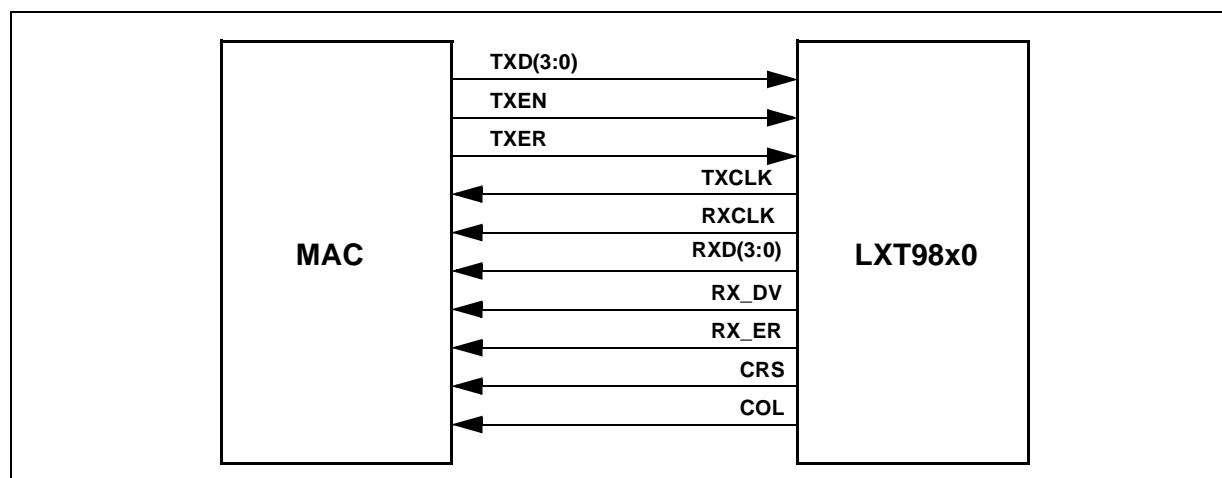 TXD(3:0)
TXEN
TXER
TXCLK
RXCLK
RXD(3:0)
MAC
LXT98x0
RX_DV
RX_ER
CRS
COL